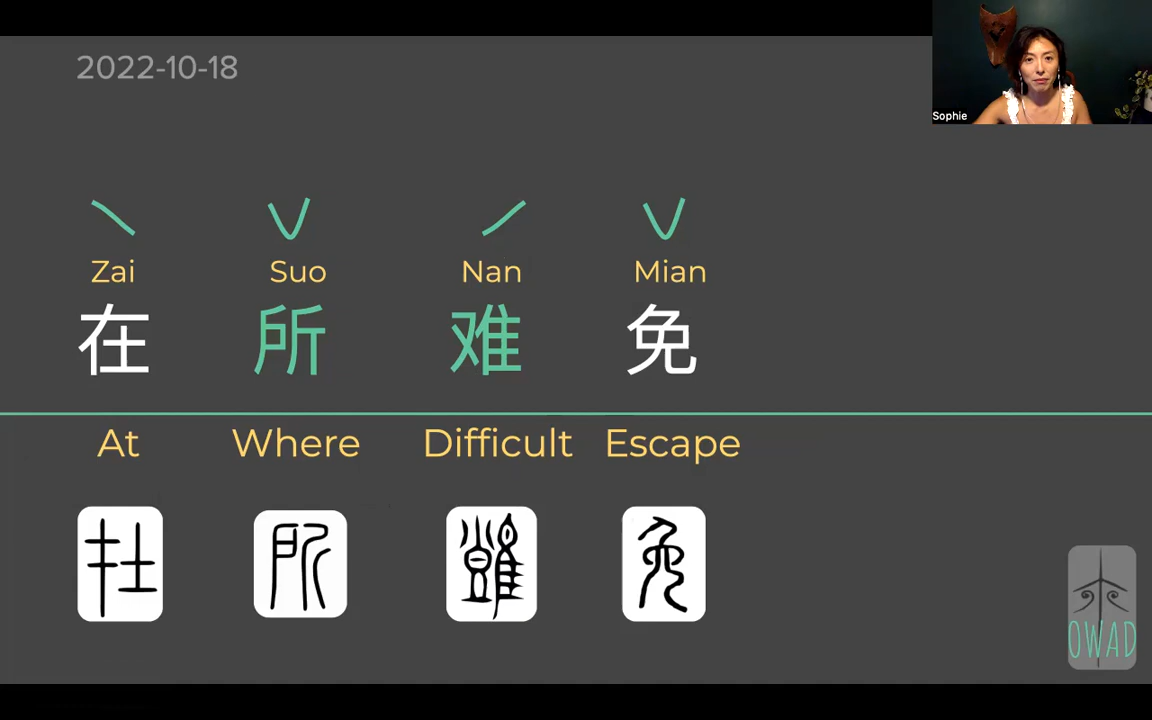 2022-10-18
Sophie
Zai Suo Nan Mian
在 所 难 免
At Where Difficult Escape
OWAD